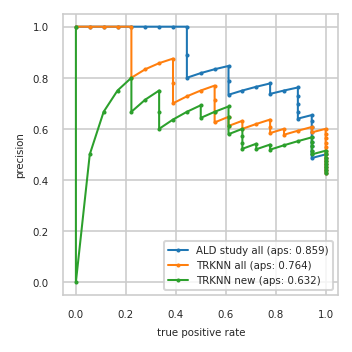 1.0
0.8
0.6
0.4
0.2
0.0
precision
0.0 0.2 0.4 0.6 0.8 1.0
true positive rate
ALD study all (aps: 0.859)
TRKNN all (aps: 0.764)
TRKNN new (aps: 0.632)